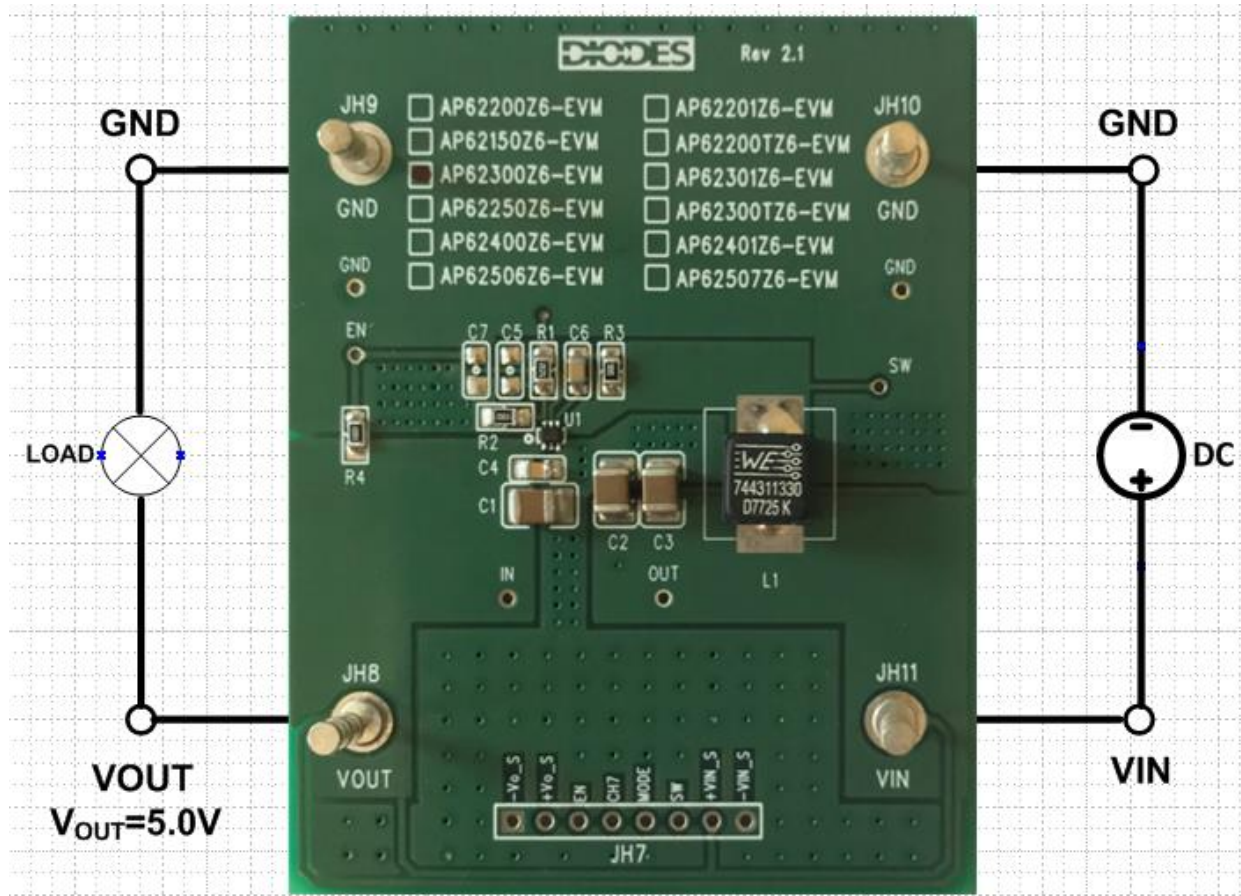 DIODES Rev 2.1
JH9
AP62200Z6-EVM
AP62201Z6-EVM
JH10
GND
AP62150Z6-EVM
AP62200TZ6-EVM
GND
AP62300Z6-EVM
AP62301Z6-EVM
GND
AP62250Z6-EVM
AP62300TZ6-EVM
GND
AP62400Z6-EVM
AP62401Z6-EVM
GND
AP62506Z6-EVM
AP62507Z6-EVM
GND
EN
C7 C5 R1 C6 R3
SW
U1
R2
LOAD
R4
C4
C1
C2 C3
WE
744311330
D7725 K
L1
DC
IN
OUT
JH8
JH11
VOUT
VIN
VOUT
VOUT=5.0V
VIN
-Vo_S
+Vo_S
EN
CH7
MODE
SW
+VIN_S
-VIN_S
JH7